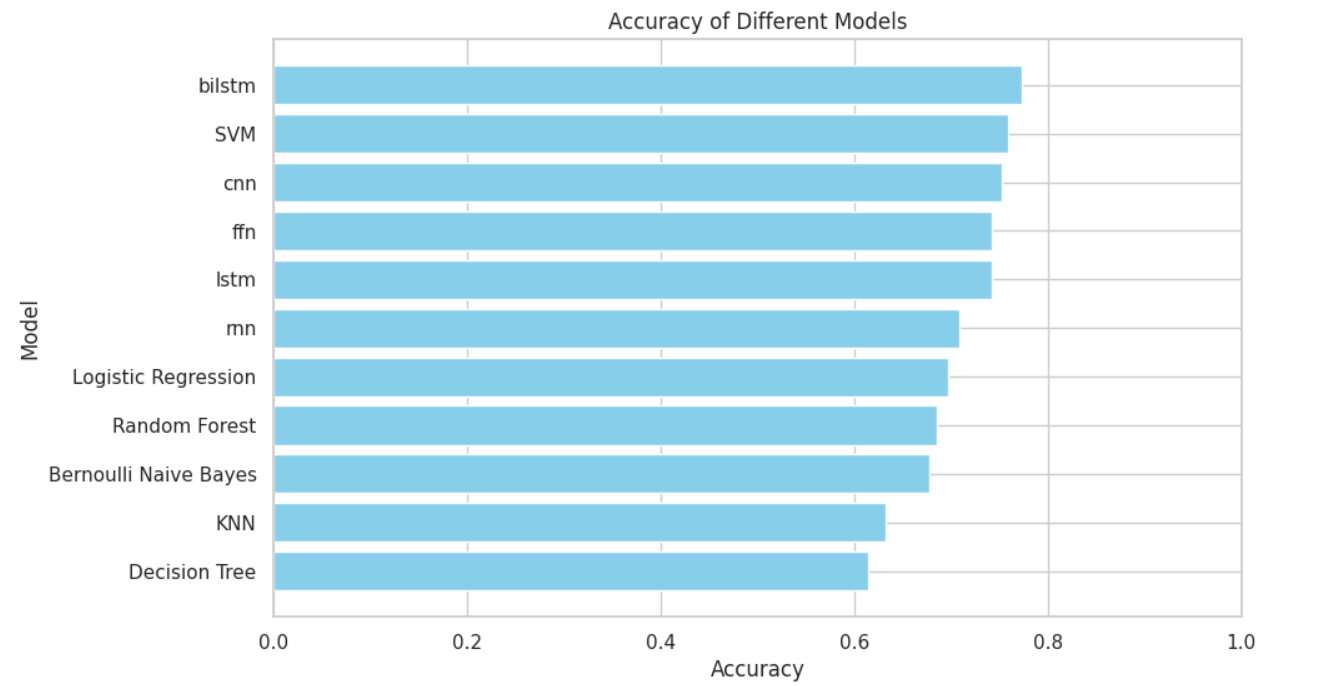 Accuracy of Different Models
bilstm
SVM
cnn
ffn
lstm
rnn
Logistic Regression
Random Forest
Bernoulli Naive Bayes
KNN
Decision Tree
Model
0.0 0.2 0.4 0.6 0.8 1.0
Accuracy